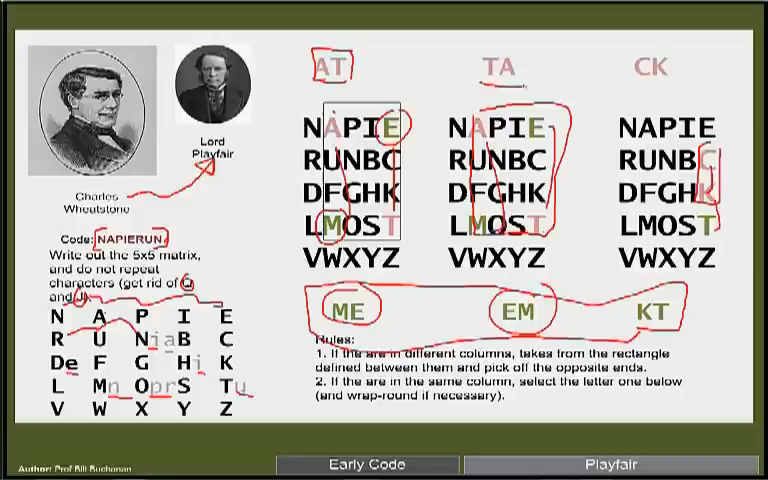 AT TA CK
Lord
Playfair
Charles
Wheatstone
Code: NAPIERUN
Write out the 5x5 matrix,
and do not repeat
characters (get rid of Q
and J).
N A P I E
R U N ia B C
D e F G H i K
L M n O pr S T u
V W X Y Z
NAPIE
RUNBC
DFGHK
LMOST
VWXYZ
NAPIE
RUNBC
DFGHK
LMOST
VWXYZ
NAPIE
RUNBC
DFGHK
LMOST
VWXYZ
ME EM KT
Rules:
1. If the are in different columns, takes from the rectangle
defined between them and pick off the opposite ends.
2. If the are in the same column, select the letter one below
(and wrap-round if necessary).
Author: Prof Bill Buchanan
Early Code Playfair